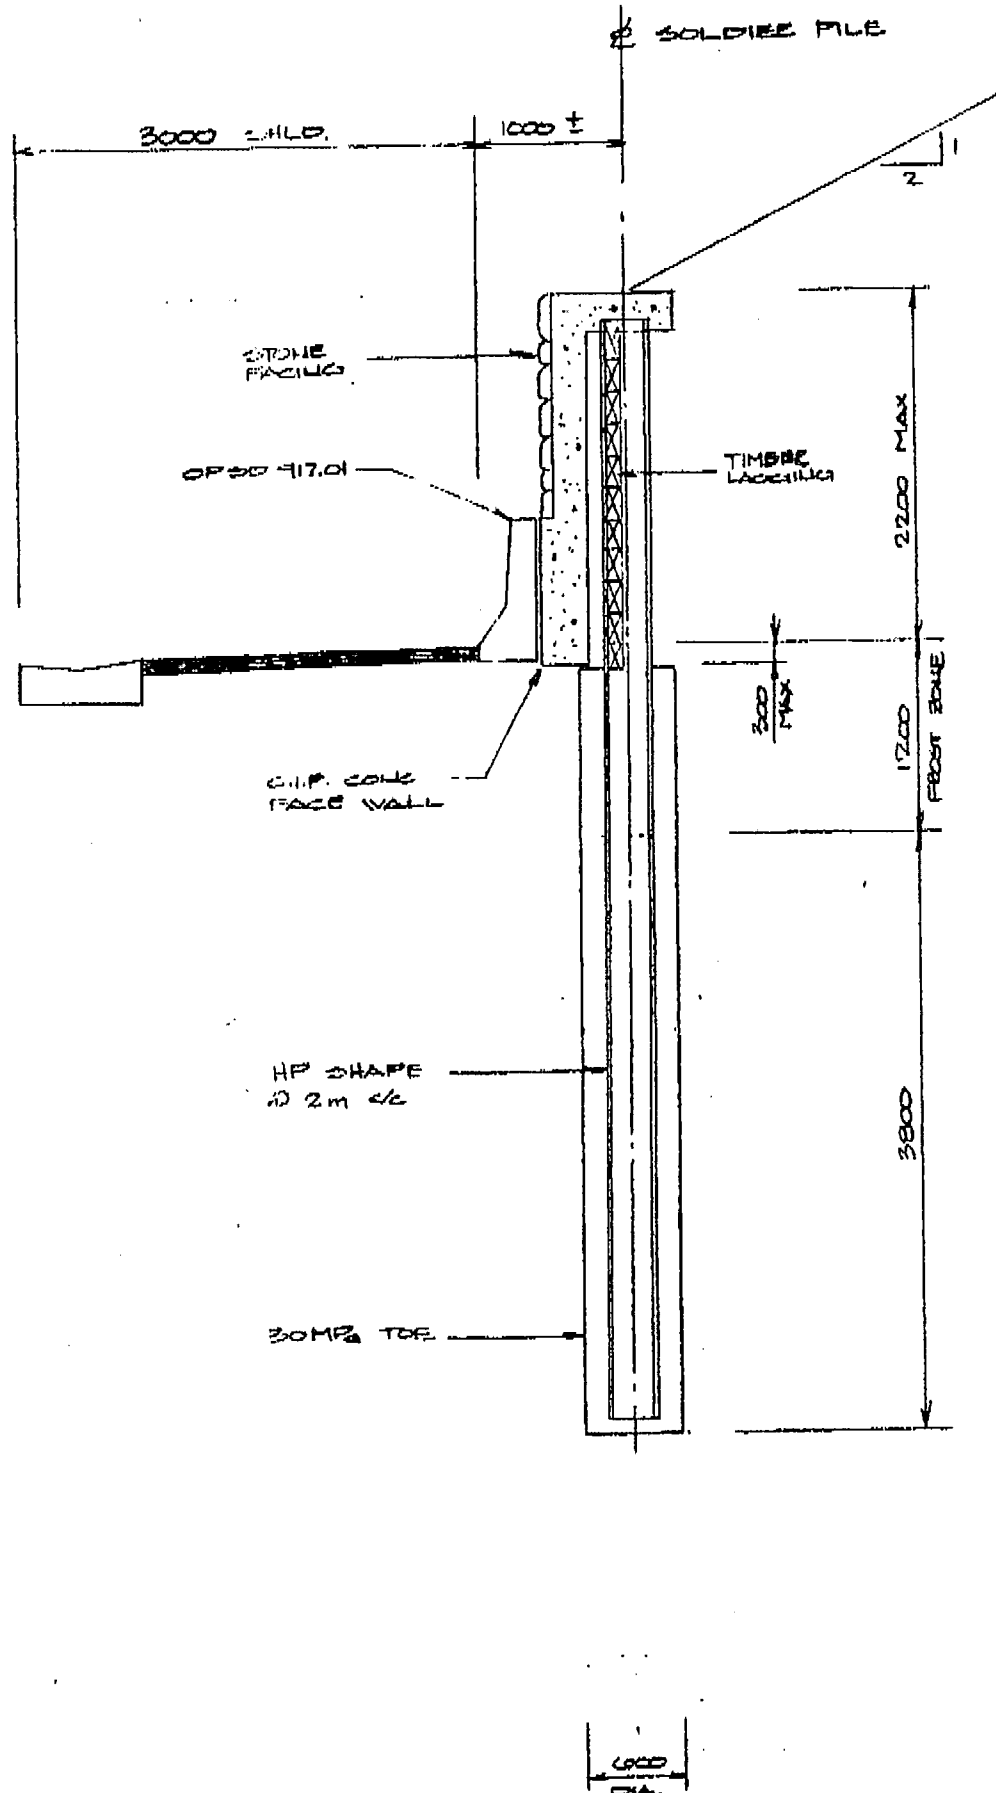 ℄ SOLDIER PILE
3000 SHLD.
1000 ±
1
2
STONE
FACING
OPSD 917.01
TIMBER
LAGGING
2200 MAX
300
MAX
1200
FROST ZONE
C.I.P. CONC
FACE WALL
HP SHAPE
@ 2m c/c
3800
30MPa TOE
600
DIA.